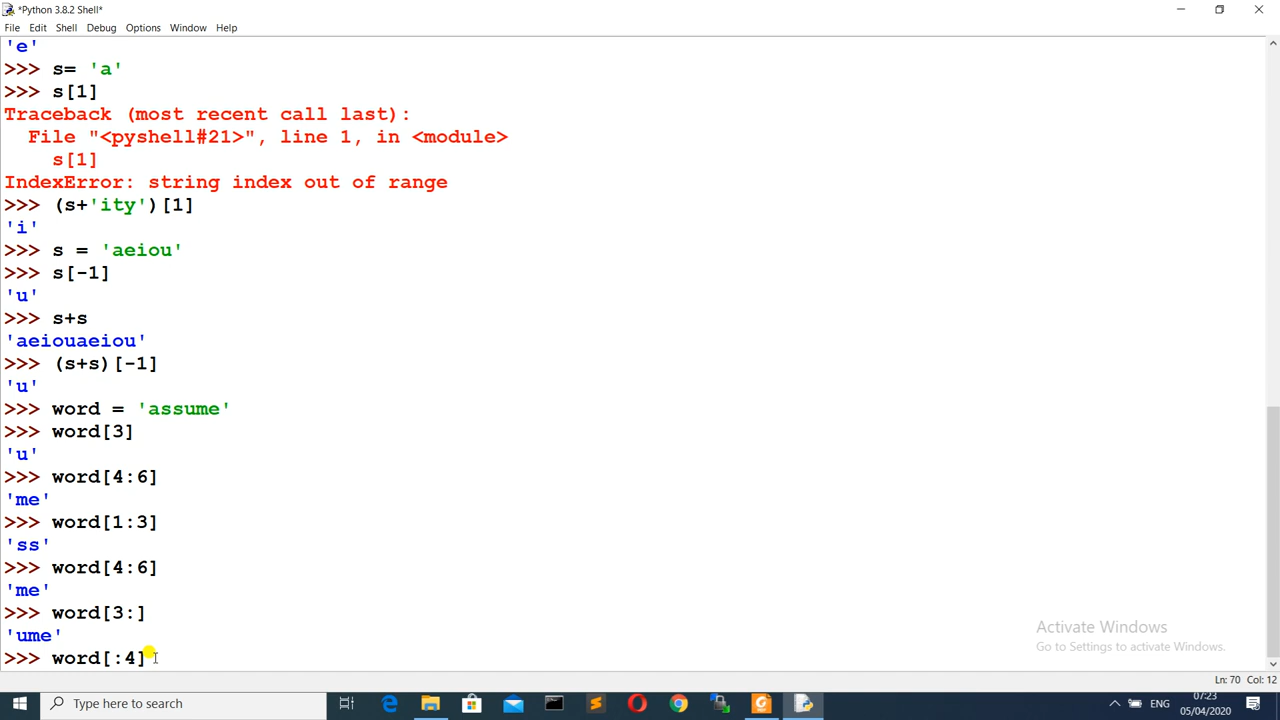 *Python 3.8.2 Shell*
File Edit Shell Debug Options Window Help
'e'
>>> s= 'a'
>>> s[1]
Traceback (most recent call last):
  File "<pyshell#21>", line 1, in <module>
    s[1]
IndexError: string index out of range
>>> (s+'ity')[1]
'i'
>>> s = 'aeiou'
>>> s[-1]
'u'
>>> s+s
'aeiouaeiou'
>>> (s+s)[-1]
'u'
>>> word = 'assume'
>>> word[3]
'u'
>>> word[4:6]
'me'
>>> word[1:3]
'ss'
>>> word[4:6]
'me'
>>> word[3:]
'ume'
>>> word[:4]
Activate Windows
Go to Settings to activate Windows.
Ln: 70 Col: 12
Type here to search
ENG
07:23
05/04/2020